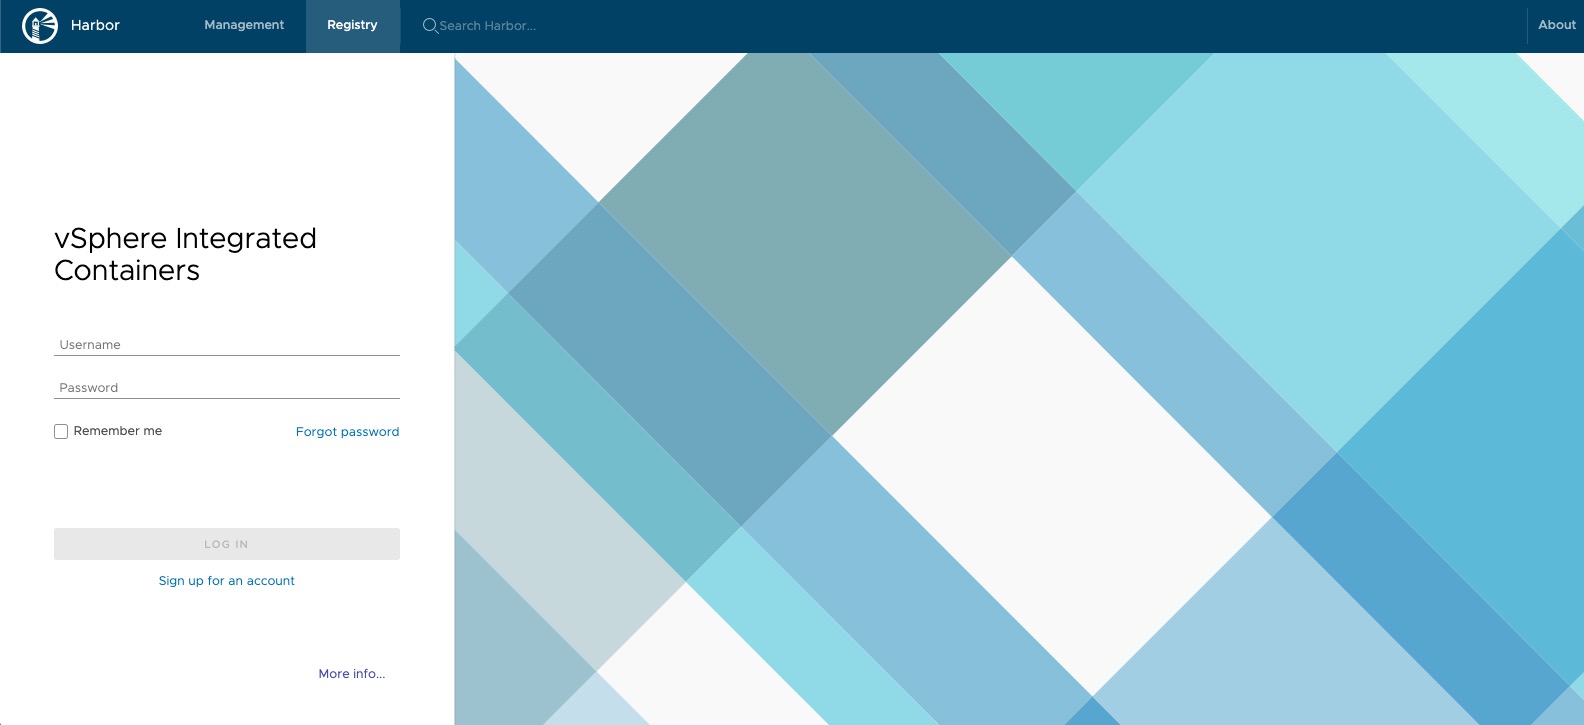 Harbor
Management
Registry
Search Harbor...
About
vSphere Integrated
Containers
Username
Password
Remember me
Forgot password
LOG IN
Sign up for an account
More info...